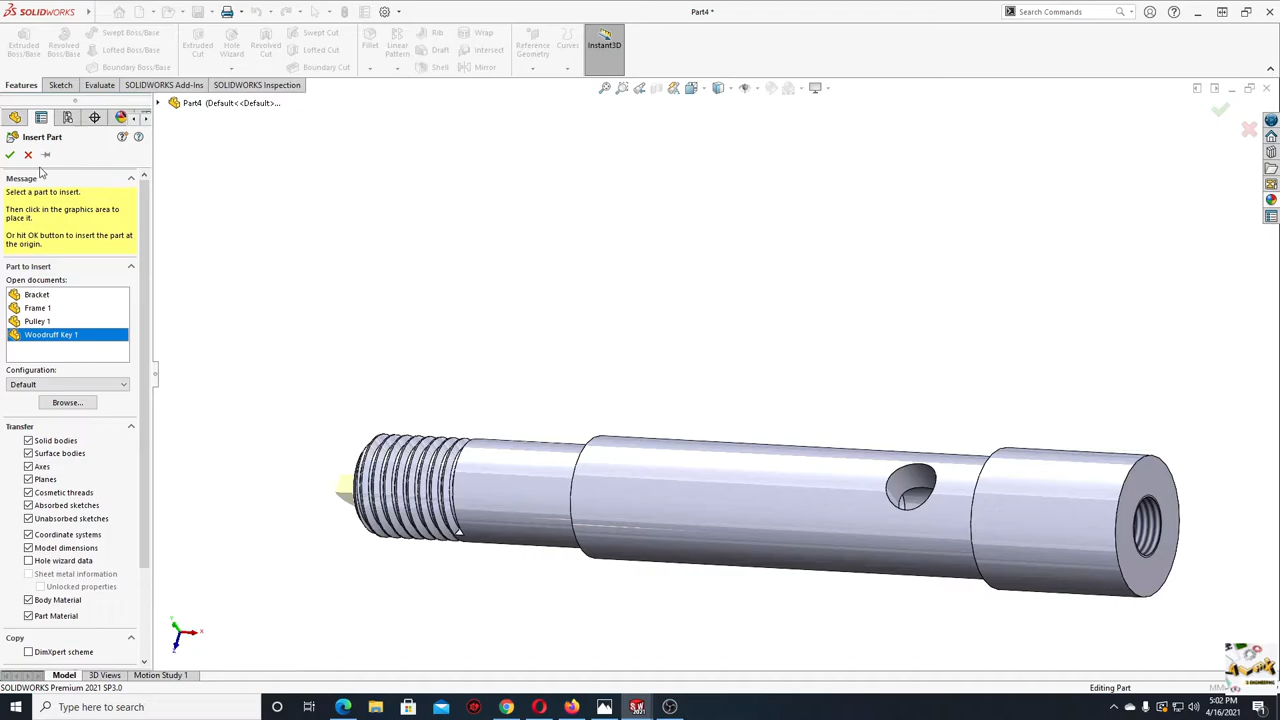 SOLIDWORKS
Part4 *
Search Commands
Extruded Boss/Base
Revolved Boss/Base
Swept Boss/Base
Lofted Boss/Base
Boundary Boss/Base
Extruded Cut
Hole Wizard
Revolved Cut
Swept Cut
Lofted Cut
Boundary Cut
Fillet
Linear Pattern
Rib
Draft
Shell
Wrap
Intersect
Mirror
Reference Geometry
Curves
Instant3D
Features
Sketch
Evaluate
SOLIDWORKS Add-Ins
SOLIDWORKS Inspection
Part4 (Default<<Default>...
Insert Part
Message
Select a part to insert.
Then click in the graphics area to
place it.
Or hit OK button to insert the part at
the origin.
Part to Insert
Open documents:
Bracket
Frame 1
Pulley 1
Woodruff Key 1
Configuration:
Default
Browse...
Transfer
Solid bodies
Surface bodies
Axes
Planes
Cosmetic threads
Absorbed sketches
Unabsorbed sketches
Coordinate systems
Model dimensions
Hole wizard data
Sheet metal information
Unlocked properties
Body Material
Part Material
Copy
DimXpert scheme
Y
X
Z
Model
3D Views
Motion Study 1
SOLIDWORKS Premium 2021 SP3.0
Editing Part
Type here to search
5:02 PM
4/16/2021